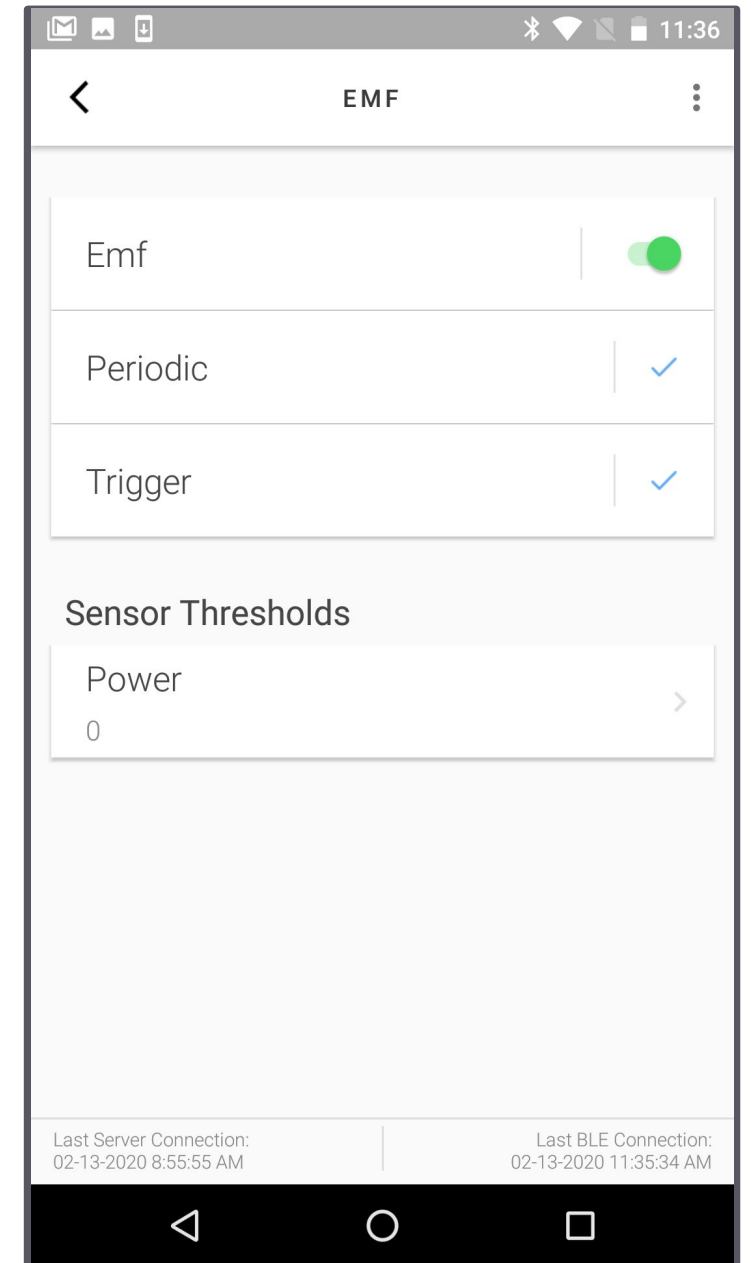 11:36
EMF
Emf
Periodic
Trigger
Sensor Thresholds
Power
0
Last Server Connection:
02-13-2020 8:55:55 AM
Last BLE Connection:
02-13-2020 11:35:34 AM